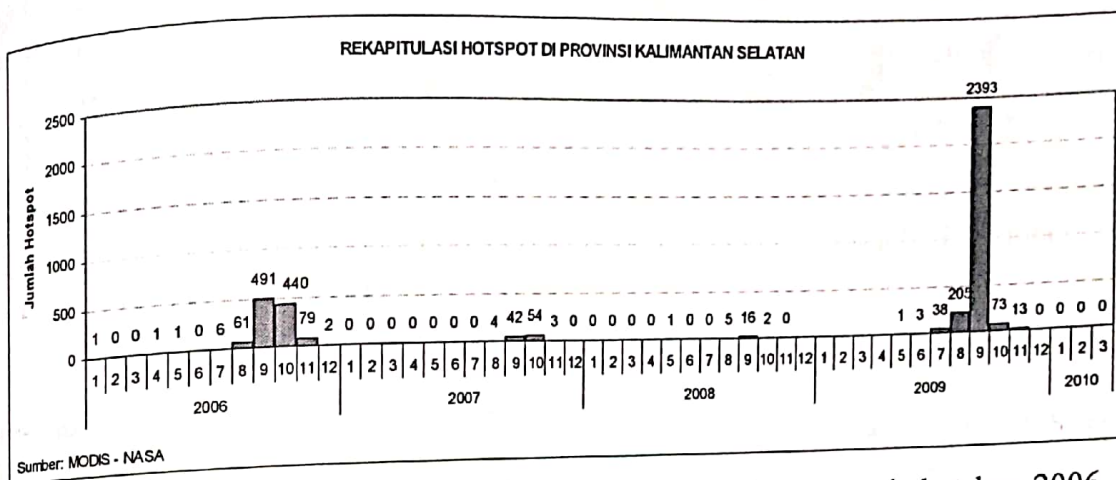 REKAPITULASI HOTSPOT DI PROVINSI KALIMANTAN SELATAN
Jumlah Hotspot
2500
2000
1500
1000
500
0
1 0 0 1 1 0 6 61 491 440 79 2 0 0 0 0 0 0 0 4 42 54 3 0 0 0 0 0 1 0 0 5 16 2 0 1 3 38 205 2393 73 13 0 0 0 0
1 2 3 4 5 6 7 8 9 10 11 12 1 2 3 4 5 6 7 8 9 10 11 12 1 2 3 4 5 6 7 8 9 10 11 12 1 2 3 4 5 6 7 8 9 10 11 12 1 2 3
2006 2007 2008 2009 2010
Sumber: MODIS - NASA
2006